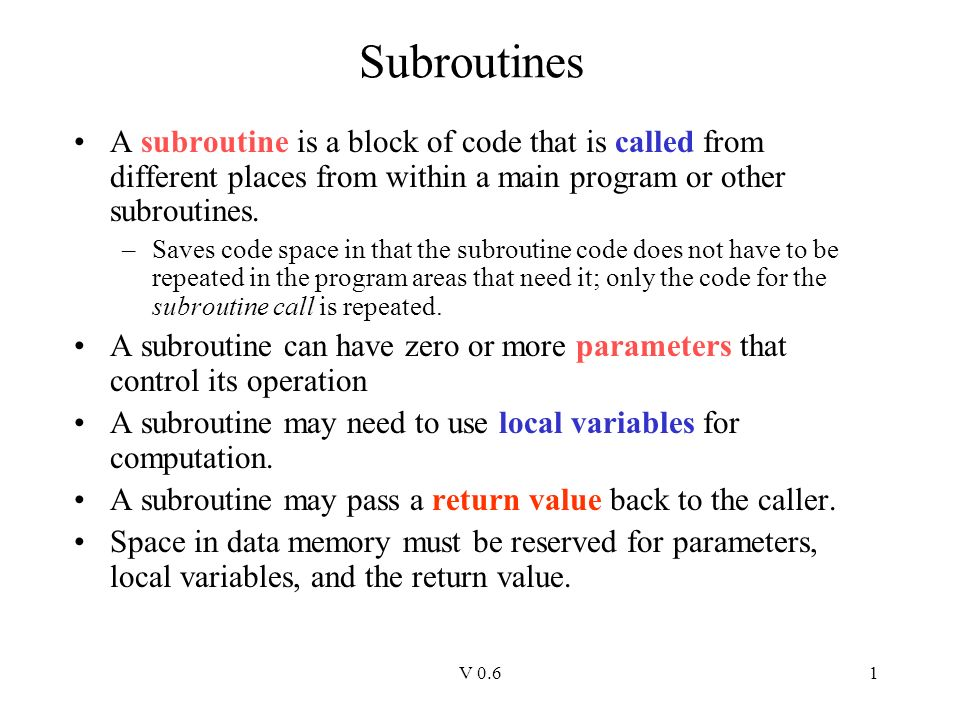 Subroutines
• A subroutine is a block of code that is called from
different places from within a main program or other
subroutines.
– Saves code space in that the subroutine code does not have to be
repeated in the program areas that need it; only the code for the
subroutine call is repeated.
• A subroutine can have zero or more parameters that
control its operation
• A subroutine may need to use local variables for
computation.
• A subroutine may pass a return value back to the caller.
• Space in data memory must be reserved for parameters,
local variables, and the return value.
V 0.6 1